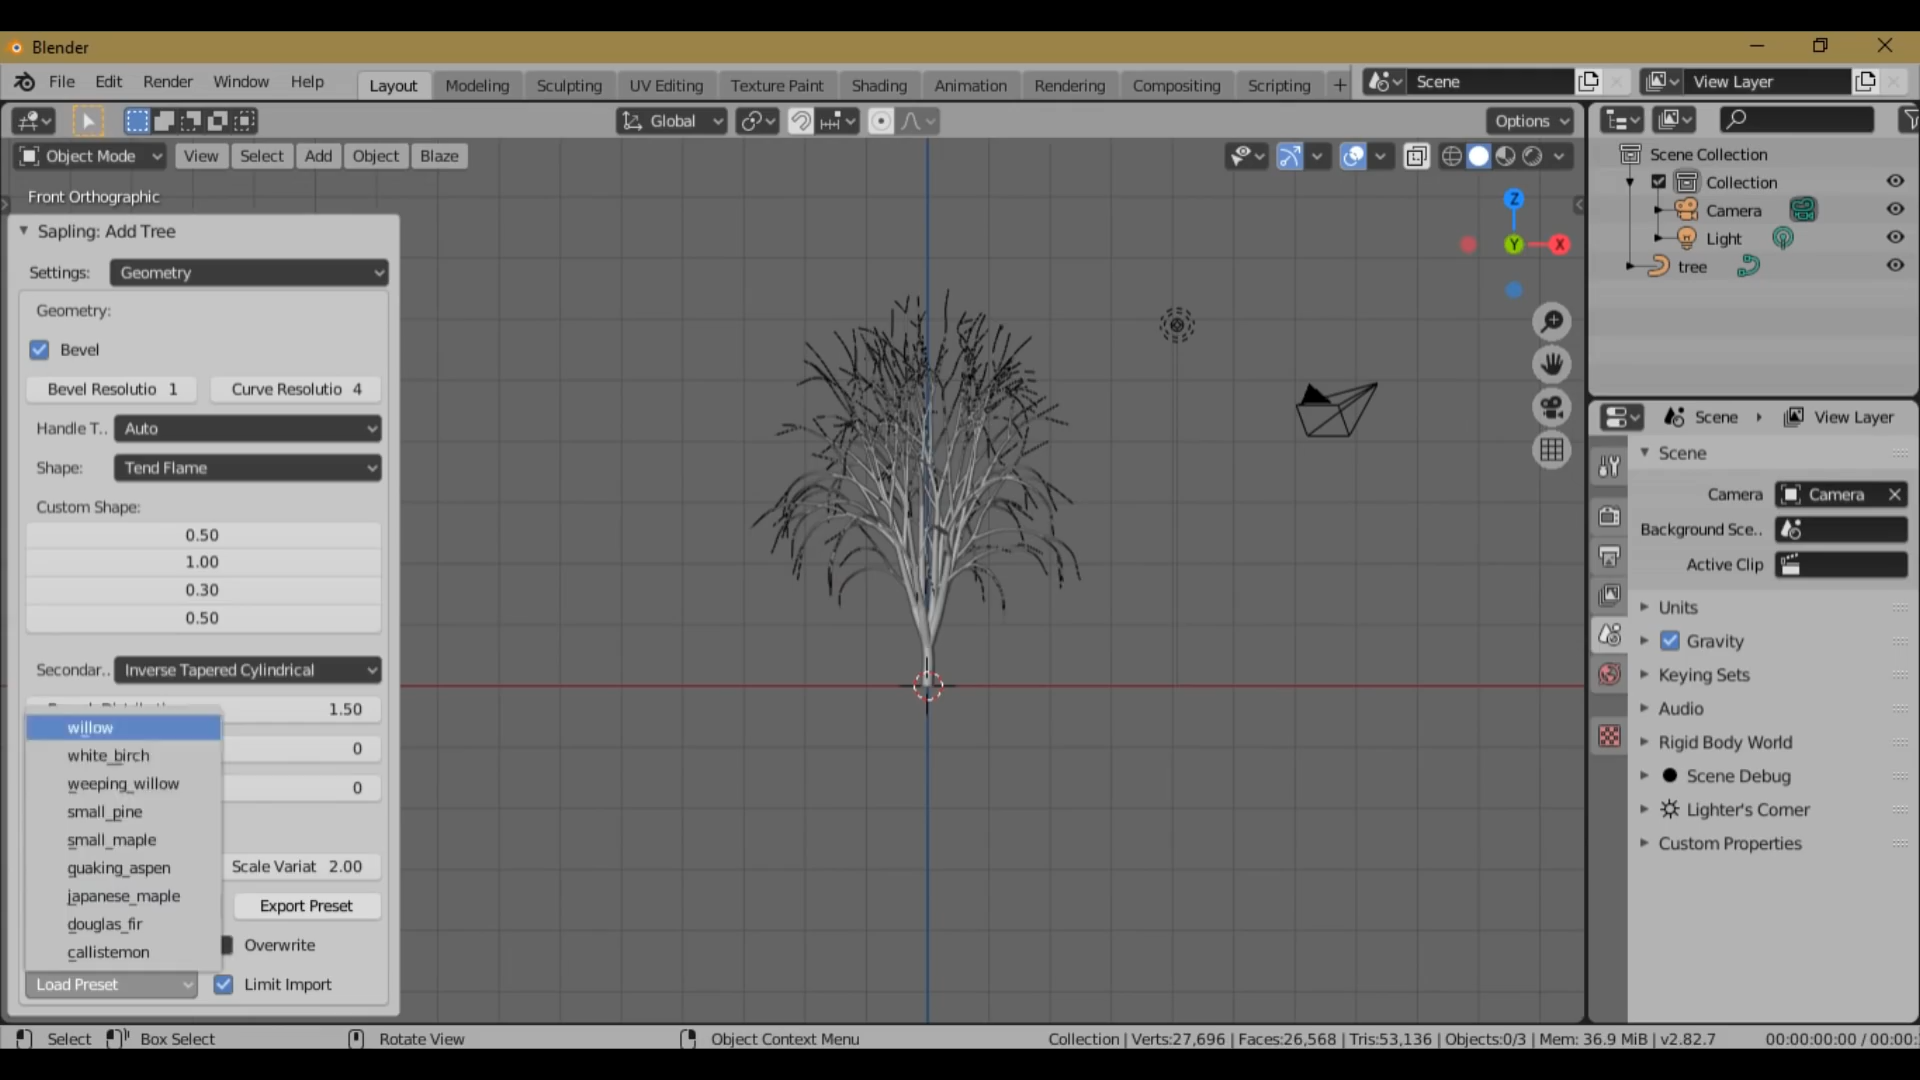 Blender
File Edit Render Window Help Layout Modeling Sculpting UV Editing Texture Paint Shading Animation Rendering Compositing Scripting + Scene View Layer
Global Options
Object Mode View Select Add Object Blaze
Front Orthographic
Sapling: Add Tree
Settings: Geometry
Geometry:
Bevel
Bevel Resolutio 1 Curve Resolutio 4
Handle T.. Auto
Shape: Tend Flame
Custom Shape:
0.50
1.00
0.30
0.50
Secondar.. Inverse Tapered Cylindrical
1.50
willow
0
white_birch
weeping_willow
0
small_pine
small_maple
quaking_aspen
Scale Variat 2.00
japanese_maple
Export Preset
douglas_fir
callistemon
Overwrite
Load Preset
Limit Import
Z
Y
X
Scene Collection
Collection
Camera
Light
tree
Scene View Layer
Scene
Camera Camera
Background Sce..
Active Clip
Units
Gravity
Keying Sets
Audio
Rigid Body World
Scene Debug
Lighter's Corner
Custom Properties
Select Box Select Rotate View Object Context Menu Collection | Verts:27,696 | Faces:26,568 | Tris:53,136 | Objects:0/3 | Mem: 36.9 MiB | v2.82.7 00:00:00:00 / 00:00: